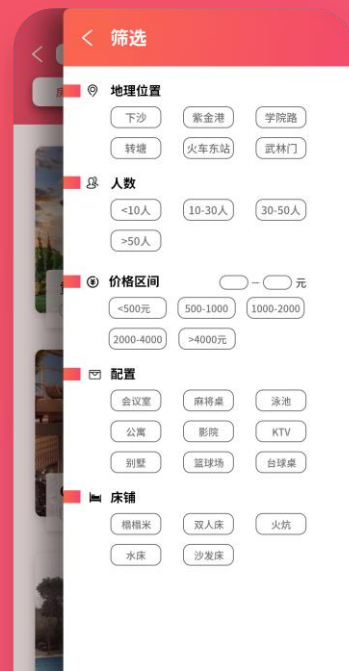 筛选
地理位置
下沙 紫金港 学院路
转塘 火车东站 武林门
人数
<10人 10-30人 30-50人
>50人
¥ 价格区间 – 元
<500元 500-1000 1000-2000
2000-4000 >4000元
配置
会议室 麻将桌 泳池
公寓 影院 KTV
别墅 篮球场 台球桌
床铺
榻榻米 双人床 火炕
水床 沙发床